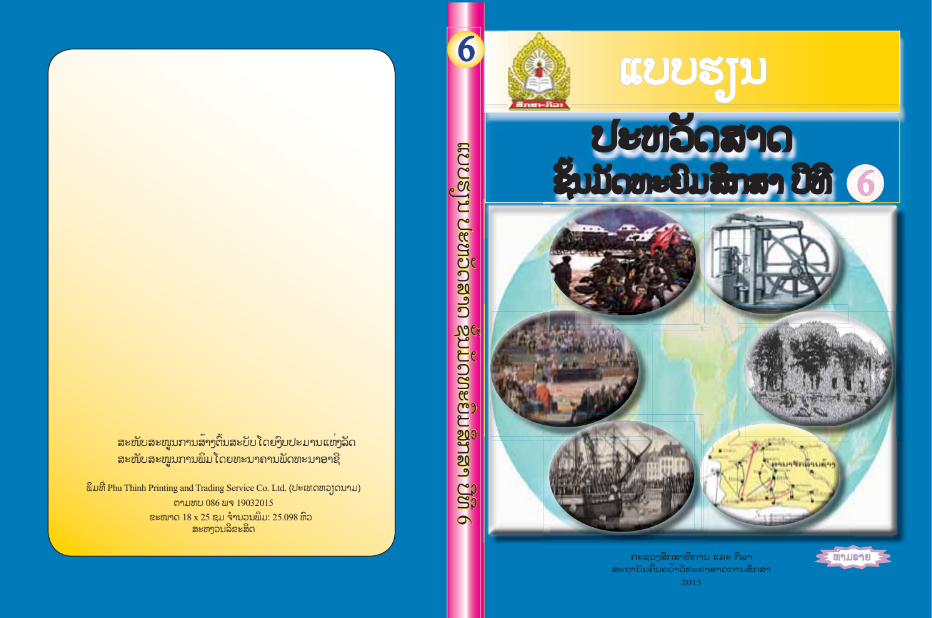 ສະໜັບສະໜູນການສ້າງຕົ້ນສະບັບໂດຍງົບປະມານແຫ່ງລັດ
ສະໜັບສະໜູນການພິມໂດຍທະນາຄານພັດທະນາອາຊີ
ພິມທີ່ Phu Thinh Printing and Trading Service Co. Ltd. (ປະເທດຫວຽດນາມ)
ຕາມທບ 086 ພຈ 19032015
ຂະໜາດ 18 x 25 ຊມ ຈໍານວນພິມ: 25.098 ຫົວ
ສະຫງວນລິຂະສິດ
6
ແບບຮຽນ ປະຫວັດສາດ ຊັ້ນມັດທະຍົມສຶກສາ ປີທີ 6
ສຶກສາ-ກິລາ
ແບບຮຽນ
ປະຫວັດສາດ
ຊັ້ນມັດທະຍົມສຶກສາ ປີທີ 6
ອານາຈັກລ້ານຊ້າງ
ກະຊວງສຶກສາທິການ ແລະ ກິລາ
ສະຖາບັນຄົ້ນຄວ້າວິທະຍາສາດການສຶກສາ
2015
ຫ້າມຂາຍ